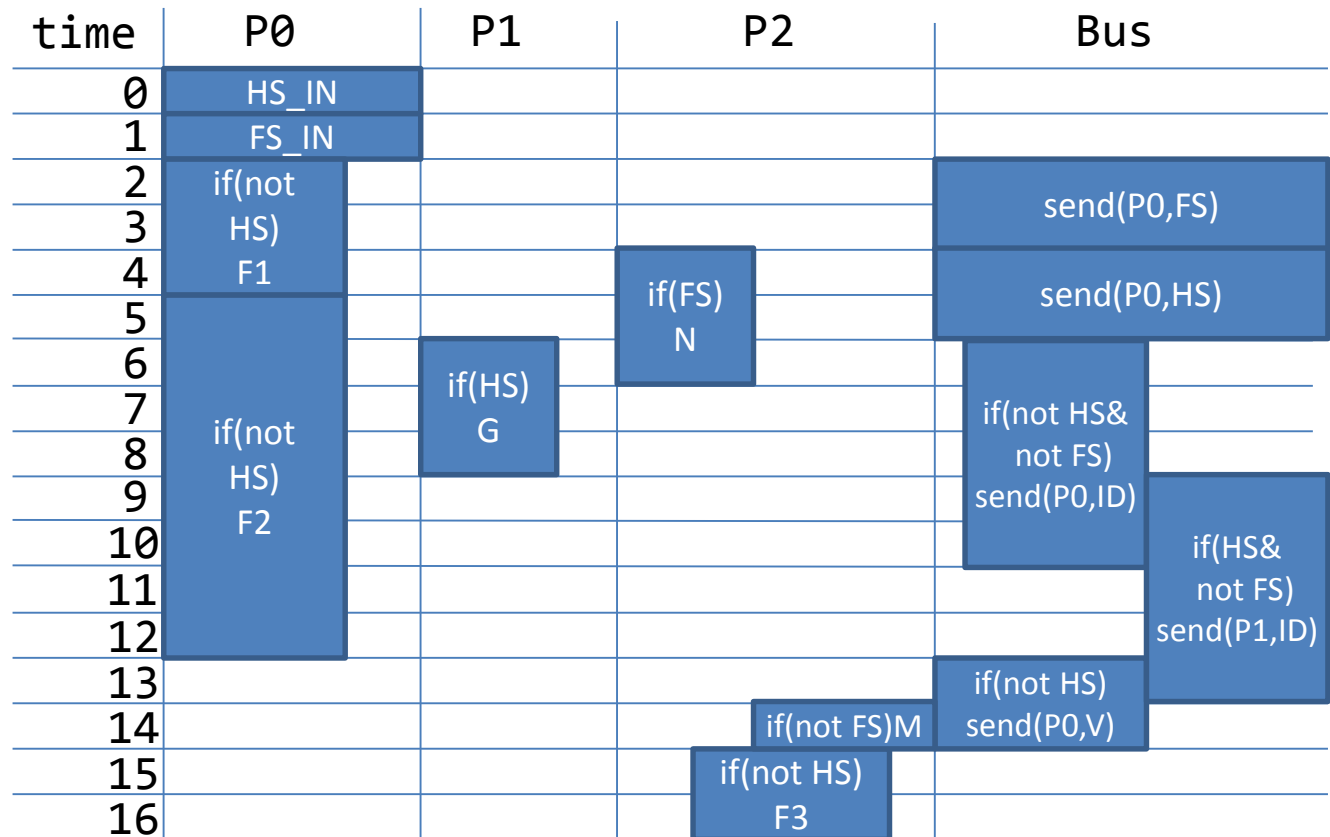 time P0 P1 P2 Bus
0 HS_IN
1 FS_IN
2 if(not
3 HS)
send(P0,FS)
4 F1
if(FS)
send(P0,HS)
5
N
6
if(HS)
7
if(not HS&
if(not
G
8
not FS)
HS)
9
send(P0,ID)
F2
10
if(HS&
11
not FS)
12
send(P1,ID)
13
if(not HS)
14
if(not FS)M
send(P0,V)
15
if(not HS)
16
F3